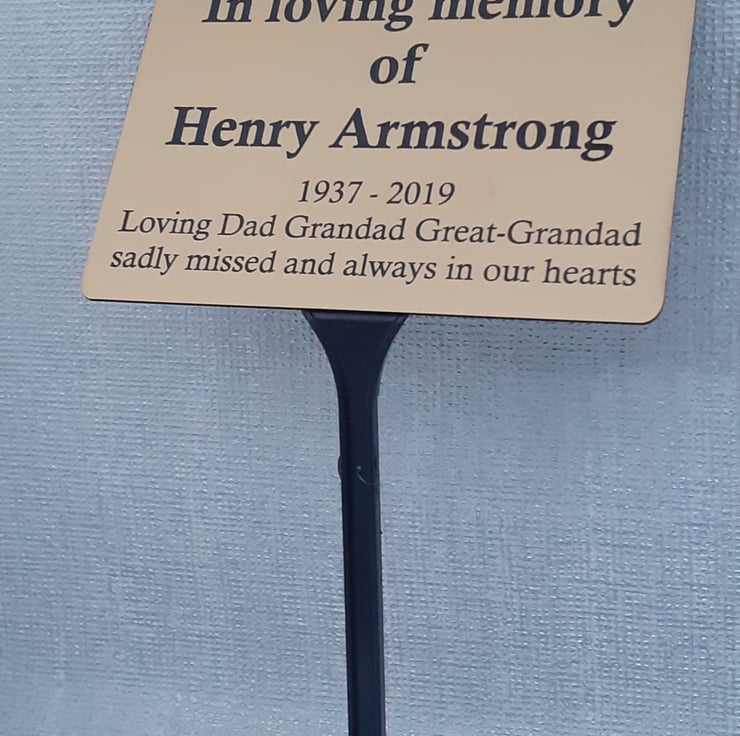 In loving memory
of
Henry Armstrong
1937 - 2019
Loving Dad Grandad Great-Grandad
sadly missed and always in our hearts